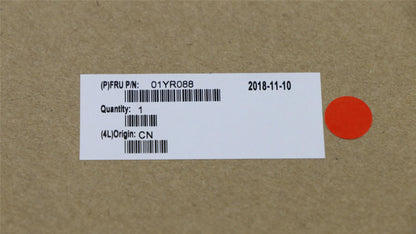 (P)FRU P/N: 01YR088 2018-11-10
Quantity: 1
(4L)Origin: CN